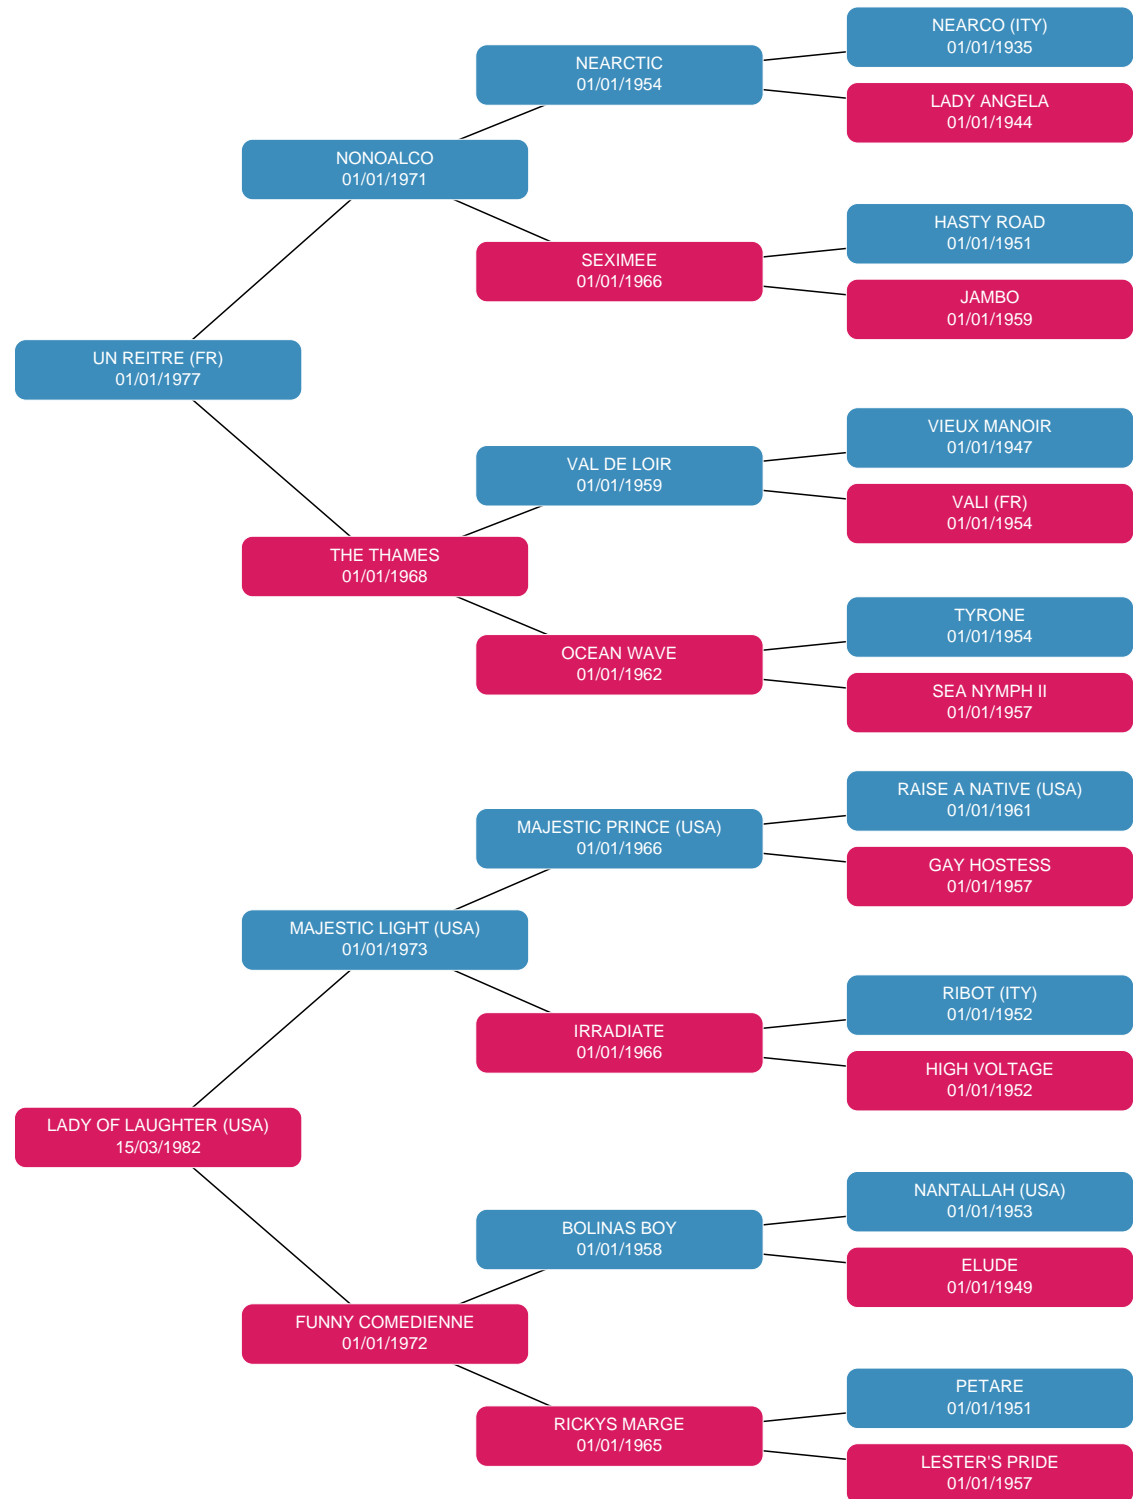 NEARCO (ITY)
01/01/1935
NEARCTIC
01/01/1954
LADY ANGELA
01/01/1944
NONOALCO
01/01/1971
HASTY ROAD
01/01/1951
SEXIMEE
01/01/1966
JAMBO
01/01/1959
UN REITRE (FR)
01/01/1977
VIEUX MANOIR
01/01/1947
VAL DE LOIR
01/01/1959
VALI (FR)
01/01/1954
THE THAMES
01/01/1968
TYRONE
01/01/1954
OCEAN WAVE
01/01/1962
SEA NYMPH II
01/01/1957
RAISE A NATIVE (USA)
01/01/1961
MAJESTIC PRINCE (USA)
01/01/1966
GAY HOSTESS
01/01/1957
MAJESTIC LIGHT (USA)
01/01/1973
RIBOT (ITY)
01/01/1952
IRRADIATE
01/01/1966
HIGH VOLTAGE
01/01/1952
LADY OF LAUGHTER (USA)
15/03/1982
NANTALLAH (USA)
01/01/1953
BOLINAS BOY
01/01/1958
ELUDE
01/01/1949
FUNNY COMEDIENNE
01/01/1972
PETARE
01/01/1951
RICKYS MARGE
01/01/1965
LESTER'S PRIDE
01/01/1957